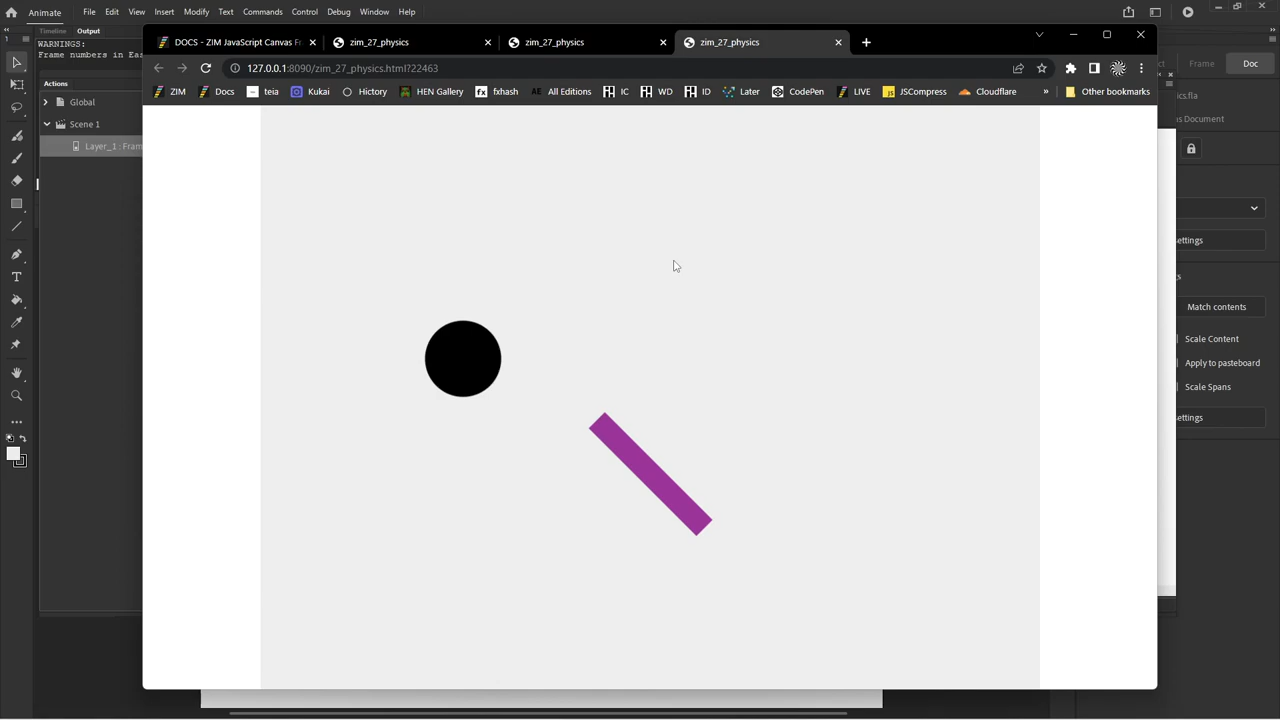 Animate File Edit View Insert Modify Text Commands Control Debug Window Help
Timeline Output
WARNINGS:
Frame numbers in Eas
DOCS - ZIM JavaScript Canvas Fr
zim_27_physics
zim_27_physics
zim_27_physics
127.0.0.1:8090/zim_27_physics.html?22463
Frame Doc
Actions
ZIM Docs teia Kukai Hictory HEN Gallery fxhash AE All Editions IC WD ID Later CodePen LIVE JS JSCompress Cloudflare » Other bookmarks
ics.fla
Global
s Document
Scene 1
Layer_1 : Fram
ettings
gs
Match contents
Scale Content
Apply to pasteboard
Scale Spans
ettings